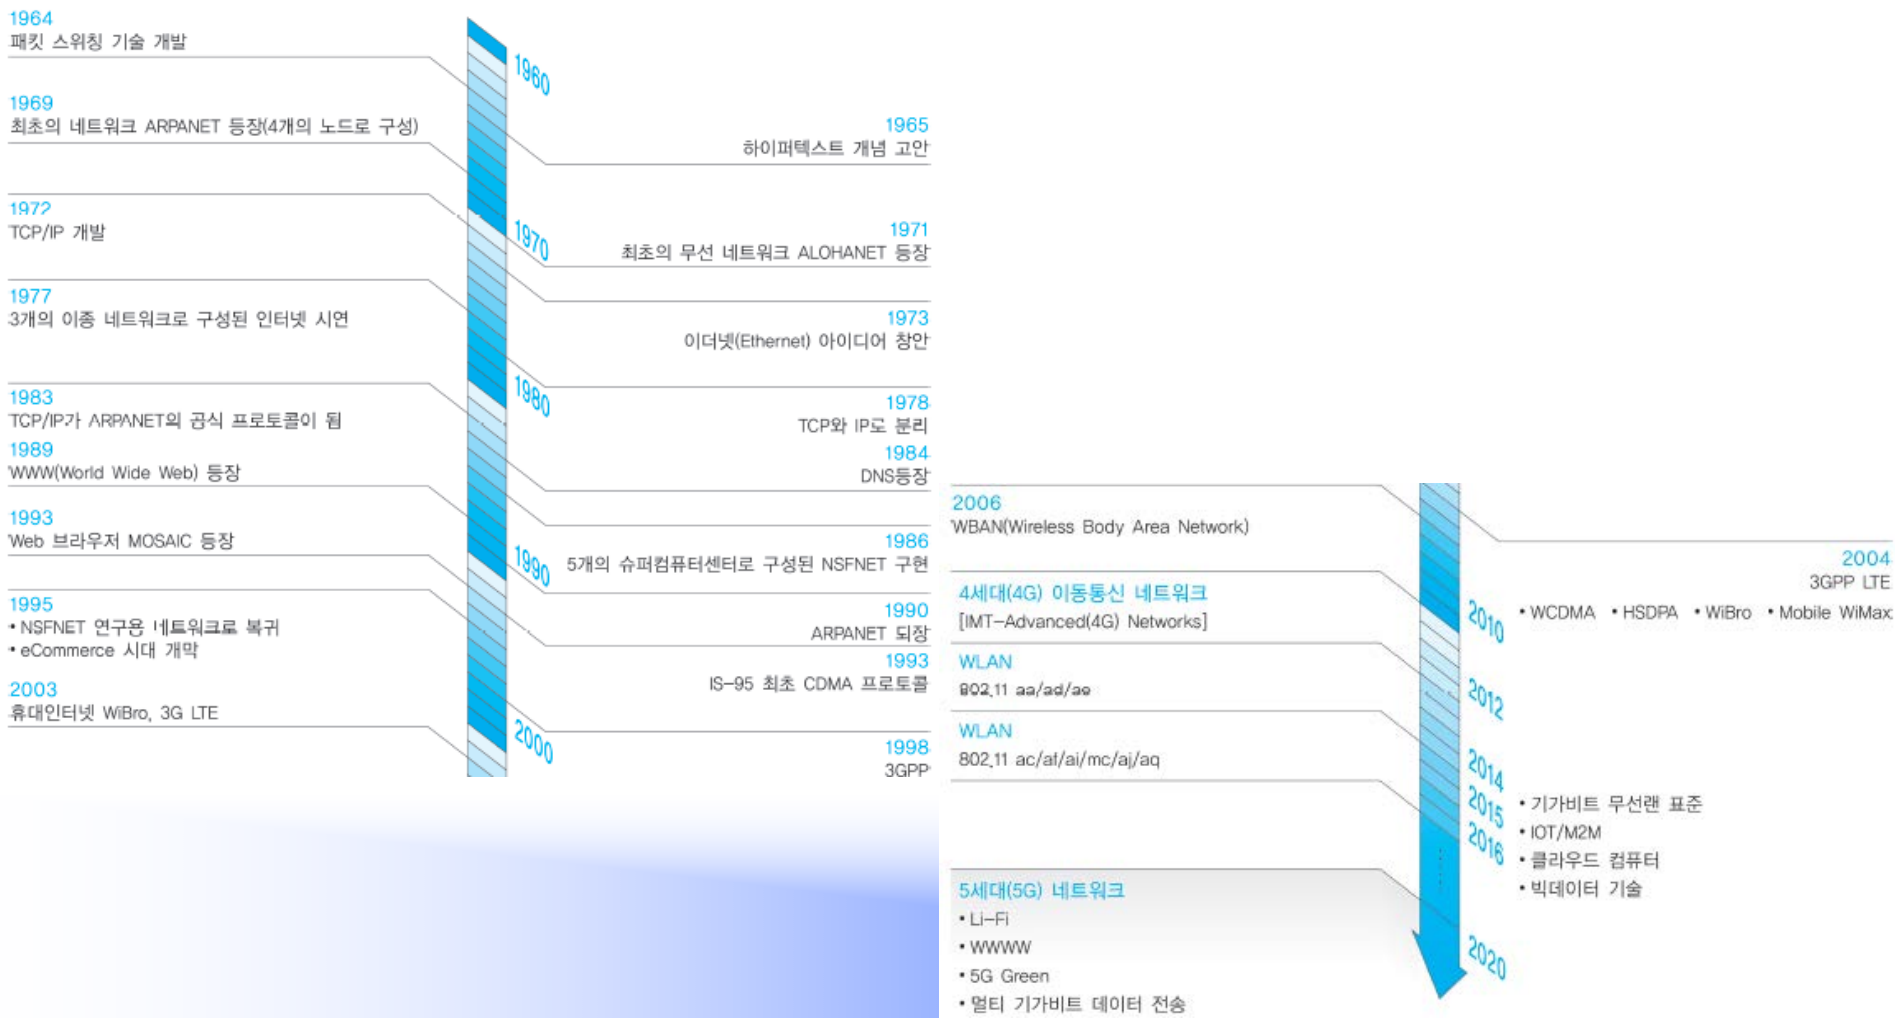 1964
패킷 스위칭 기술 개발
1969
최초의 네트워크 ARPANET 등장(4개의 노드로 구성)
1972
TCP/IP 개발
1977
3개의 이종 네트워크로 구성된 인터넷 시연
1983
TCP/IP가 ARPANET의 공식 프로토콜이 됨
1989
WWW(World Wide Web) 등장
1993
Web 브라우저 MOSAIC 등장
1995
• NSFNET 연구용 네트워크로 복귀
• eCommerce 시대 개막
2003
휴대인터넷 WiBro, 3G LTE
1960
1970
1980
1990
2000
1965
하이퍼텍스트 개념 고안
1971
최초의 무선 네트워크 ALOHANET 등장
1973
이더넷(Ethernet) 아이디어 창안
1978
TCP와 IP로 분리
1984
DNS등장
1986
5개의 슈퍼컴퓨터센터로 구성된 NSFNET 구현
1990
ARPANET 퇴장
1993
IS-95 최초 CDMA 프로토콜
1998
3GPP
2006
WBAN(Wireless Body Area Network)
4세대(4G) 이동통신 네트워크
[IMT-Advanced(4G) Networks]
WLAN
802.11 aa/ad/ae
WLAN
802.11 ac/af/ai/mc/aj/aq
5세대(5G) 네트워크
• Li-Fi
• WWWW
• 5G Green
• 멀티 기가비트 데이터 전송
2010
2012
2014
2015
2016
2020
2004
3GPP LTE
• WCDMA • HSDPA • WiBro • Mobile WiMax
• 기가비트 무선랜 표준
• IOT/M2M
• 클라우드 컴퓨터
• 빅데이터 기술